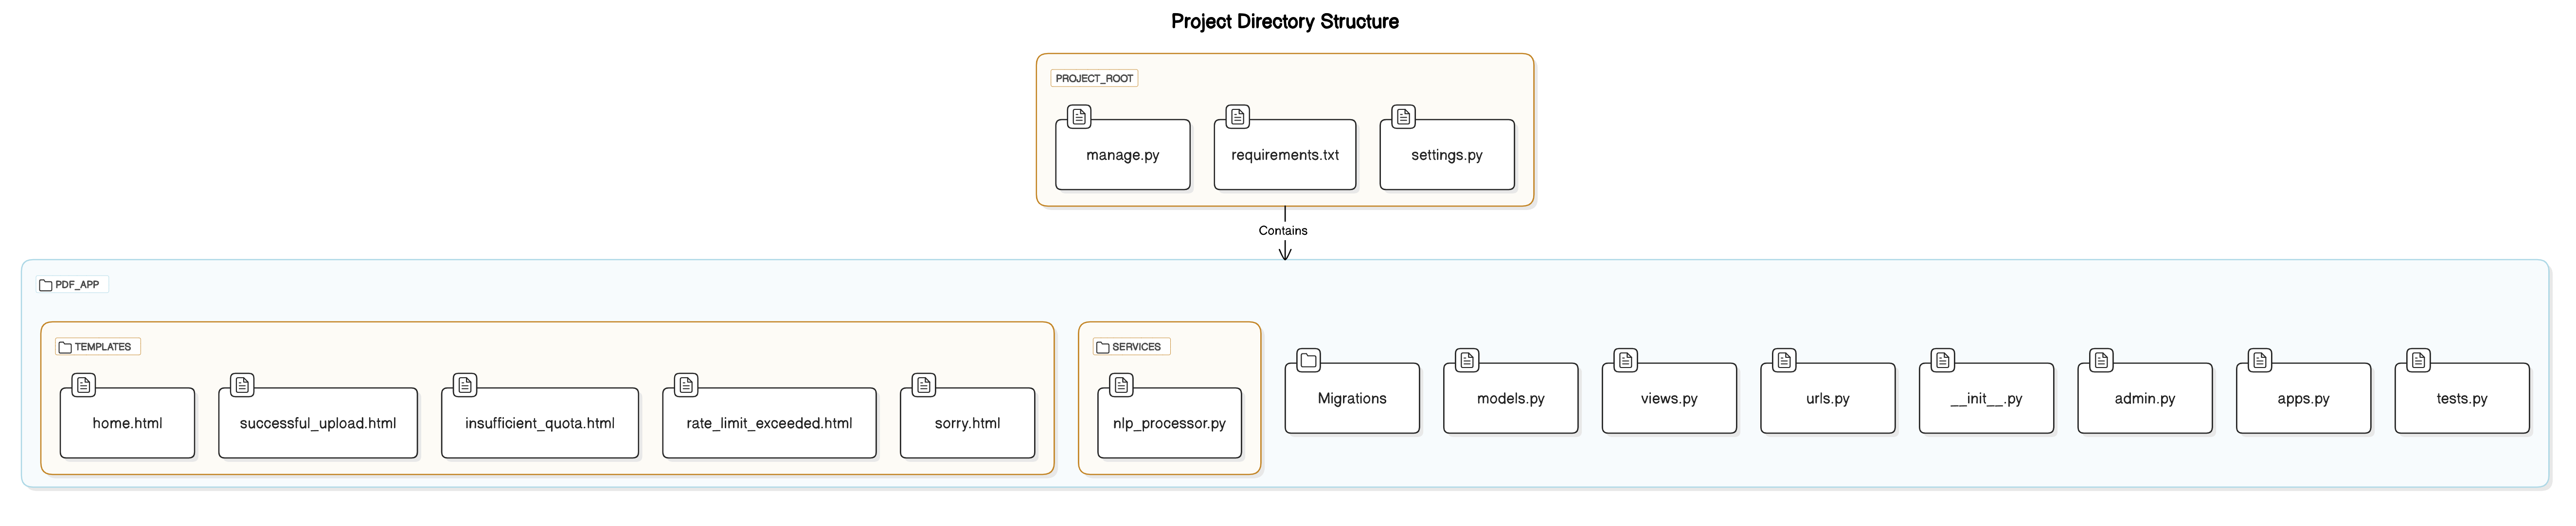 Project Directory Structure
PROJECT_ROOT
manage.py
requirements.txt
settings.py
Contains
PDF_APP
TEMPLATES
home.html
successful_upload.html
insufficient_quota.html
rate_limit_exceeded.html
sorry.html
SERVICES
nlp_processor.py
Migrations
models.py
views.py
urls.py
__init__.py
admin.py
apps.py
tests.py